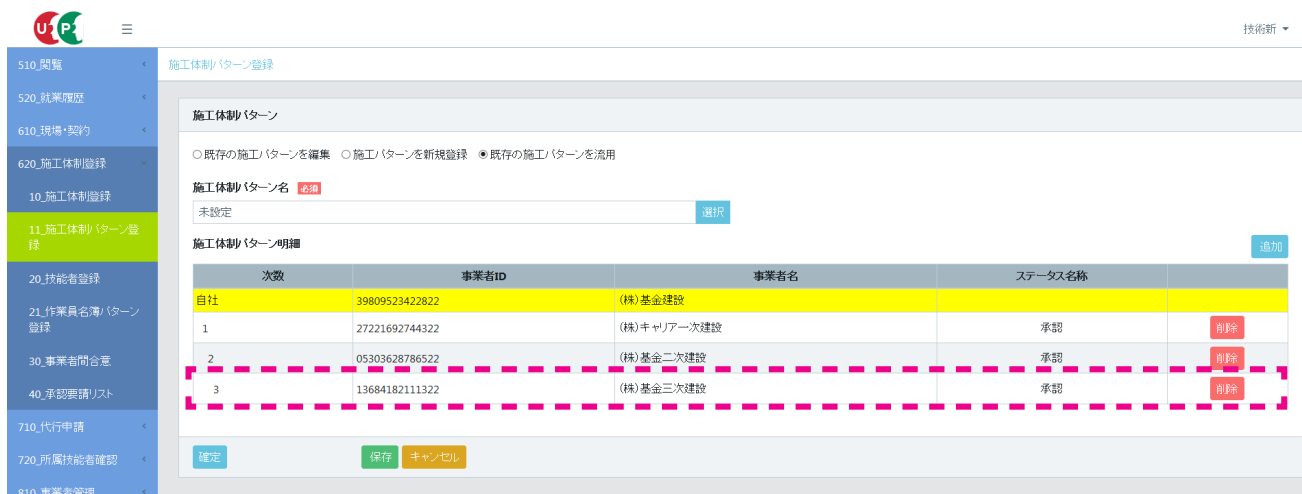 技術新
510_閲覧
520_就業履歴
610_現場・契約
620_施工体制登録
10_施工体制登録
11_施工体制パターン登
録
20_技能者登録
21_作業員名簿パターン
登録
30_事業者間合意
40_承認要請リスト
710_代行申請
720_所属技能者確認
810_事業者管理
施工体制パターン登録
施工体制パターン
既存の施工パターンを編集 施工パターンを新規登録 既存の施工パターンを流用
施工体制パターン名 必須
未設定 選択
施工体制パターン明細 追加
次数 事業者ID 事業者名 ステータス名称
自社 39809523422822 (株)基金建設
1 27221692744322 (株)キャリア一次建設 承認 削除
2 05303628786522 (株)基金二次建設 承認 削除
3 13684182111322 (株)基金三次建設 承認 削除
確定 保存 キャンセル